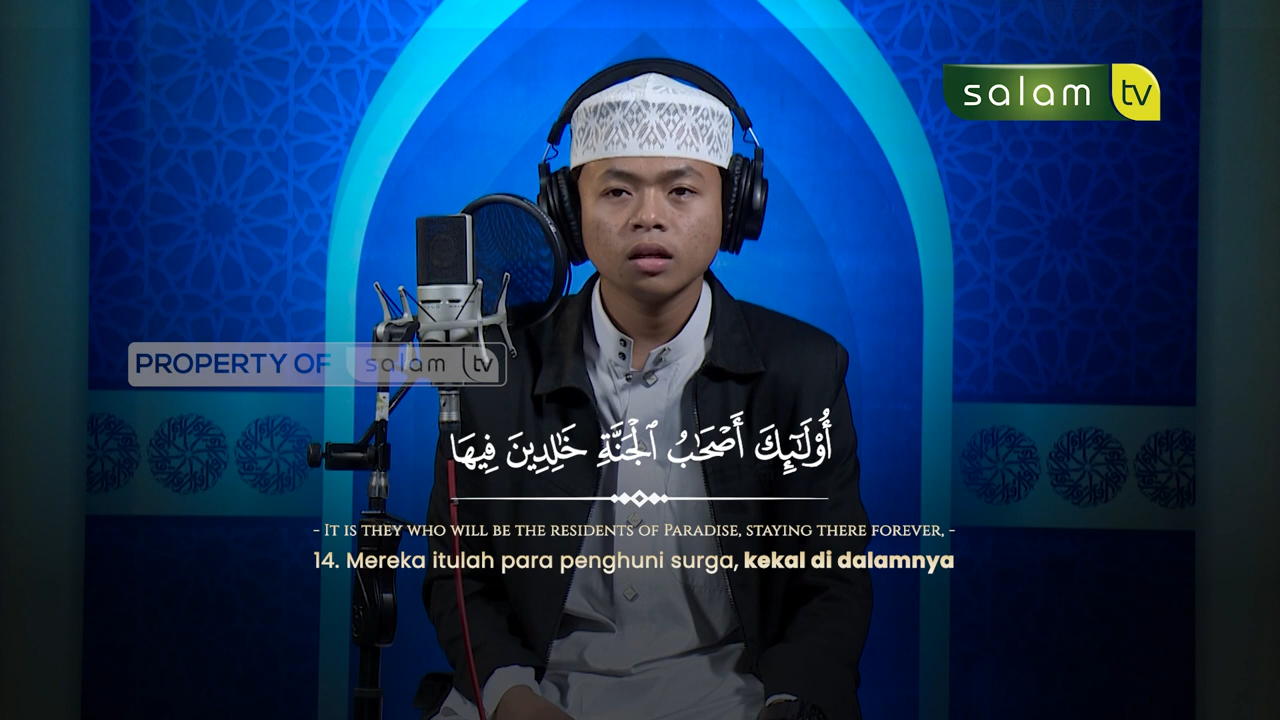 salam tv
PROPERTY OF salam tv
أُوْلَٰٓئِكَ أَصۡحَٰبُ ٱلۡجَنَّةِ خَٰلِدِينَ فِيهَا
- It is they who will be the residents of Paradise, staying there forever, -
14. Mereka itulah para penghuni surga, kekal di dalamnya